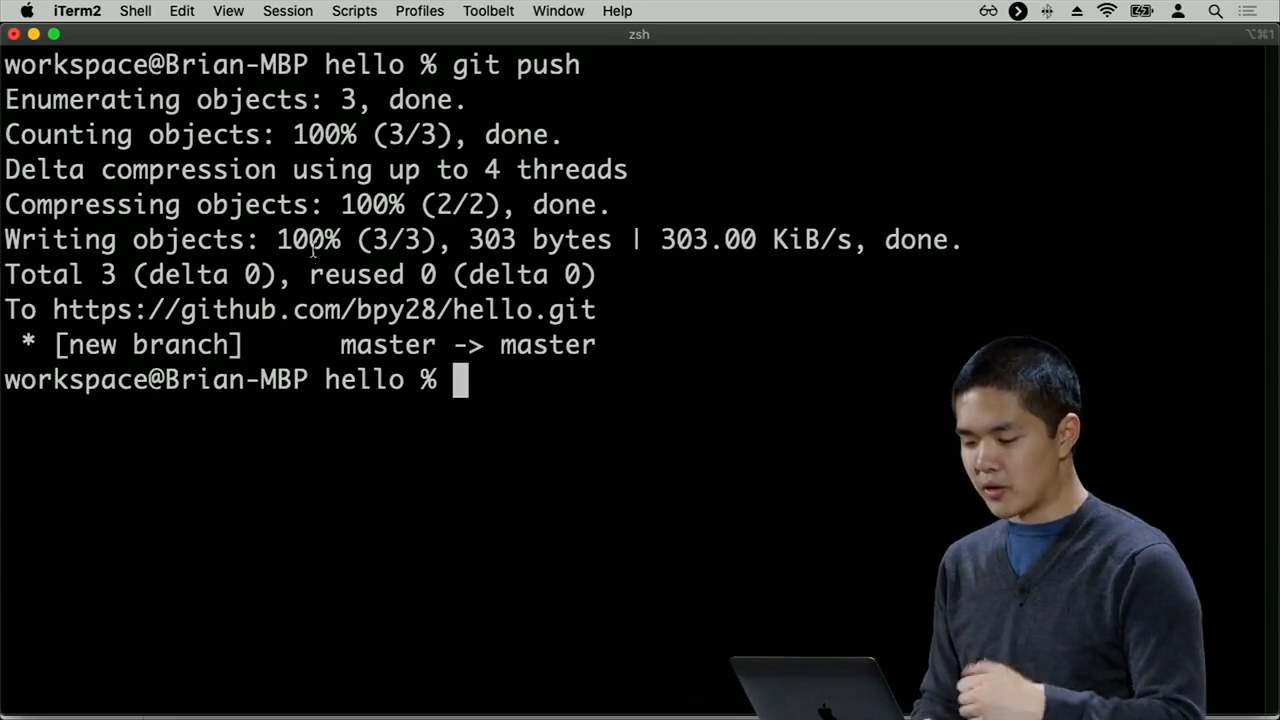 iTerm2 Shell Edit View Session Scripts Profiles Toolbelt Window Help
zsh
⌥⌘1
workspace@Brian-MBP hello % git push
Enumerating objects: 3, done.
Counting objects: 100% (3/3), done.
Delta compression using up to 4 threads
Compressing objects: 100% (2/2), done.
Writing objects: 100% (3/3), 303 bytes | 303.00 KiB/s, done.
Total 3 (delta 0), reused 0 (delta 0)
To https://github.com/bpy28/hello.git
* [new branch] master -> master
workspace@Brian-MBP hello %